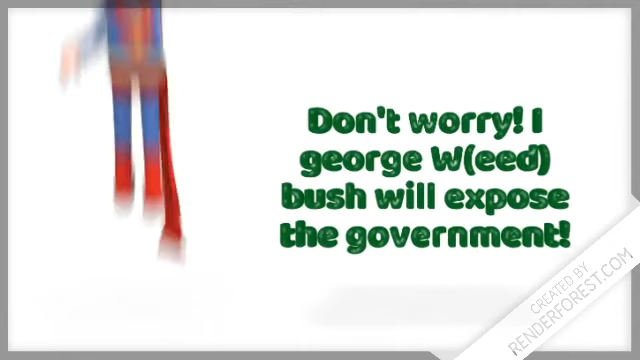 Don't worry! I
george W(eed)
bush will expose
the government!
CREATED BY
RENDERFOREST.COM